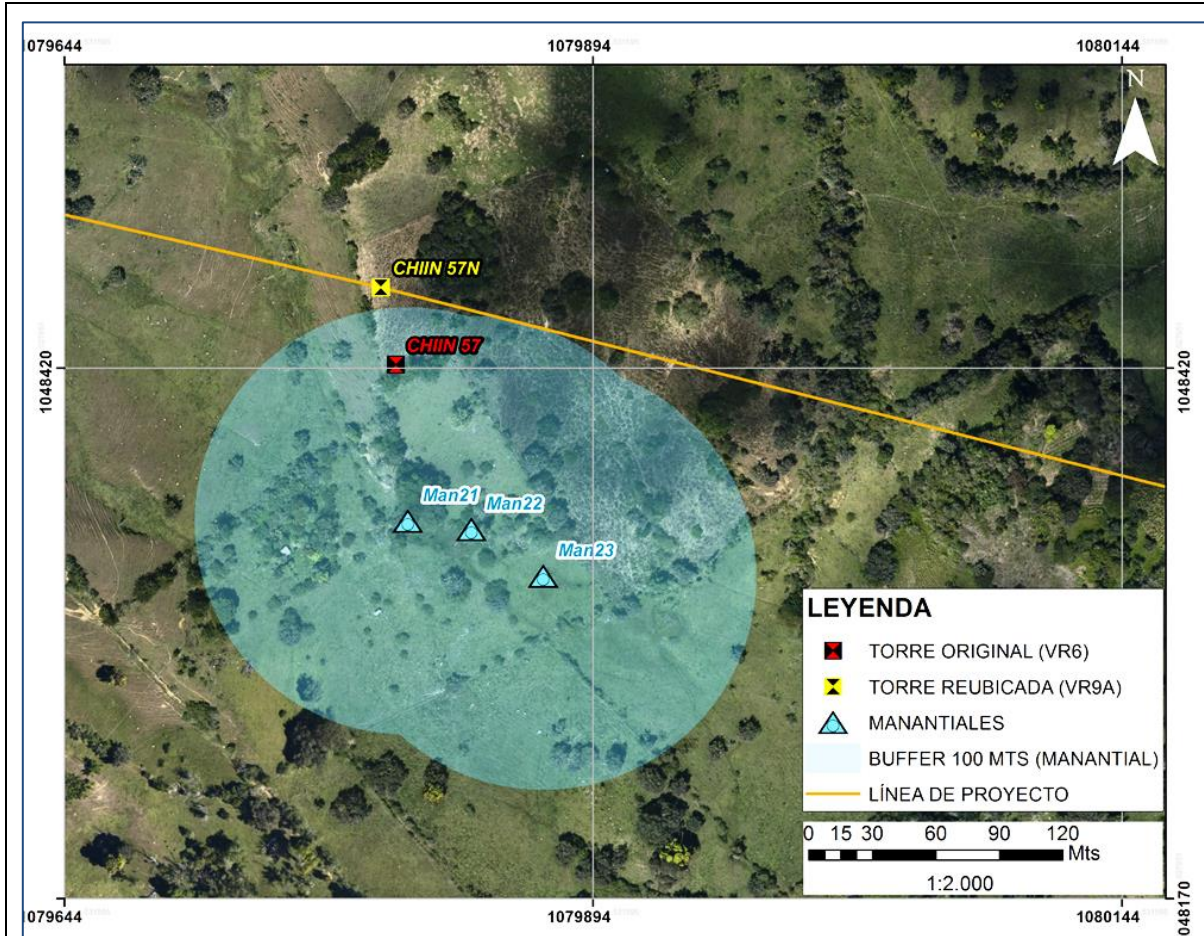 1079644 1079894 1080144
N
CHIIN 57N
CHIIN 57
1048420 1048420
Man21
Man22
Man23
LEYENDA
TORRE ORIGINAL (VR6)
TORRE REUBICADA (VR9A)
MANANTIALES
BUFFER 100 MTS (MANANTIAL)
LÍNEA DE PROYECTO
0 15 30 60 90 120
Mts
1:2.000
1048170
1079644 1079894 1080144